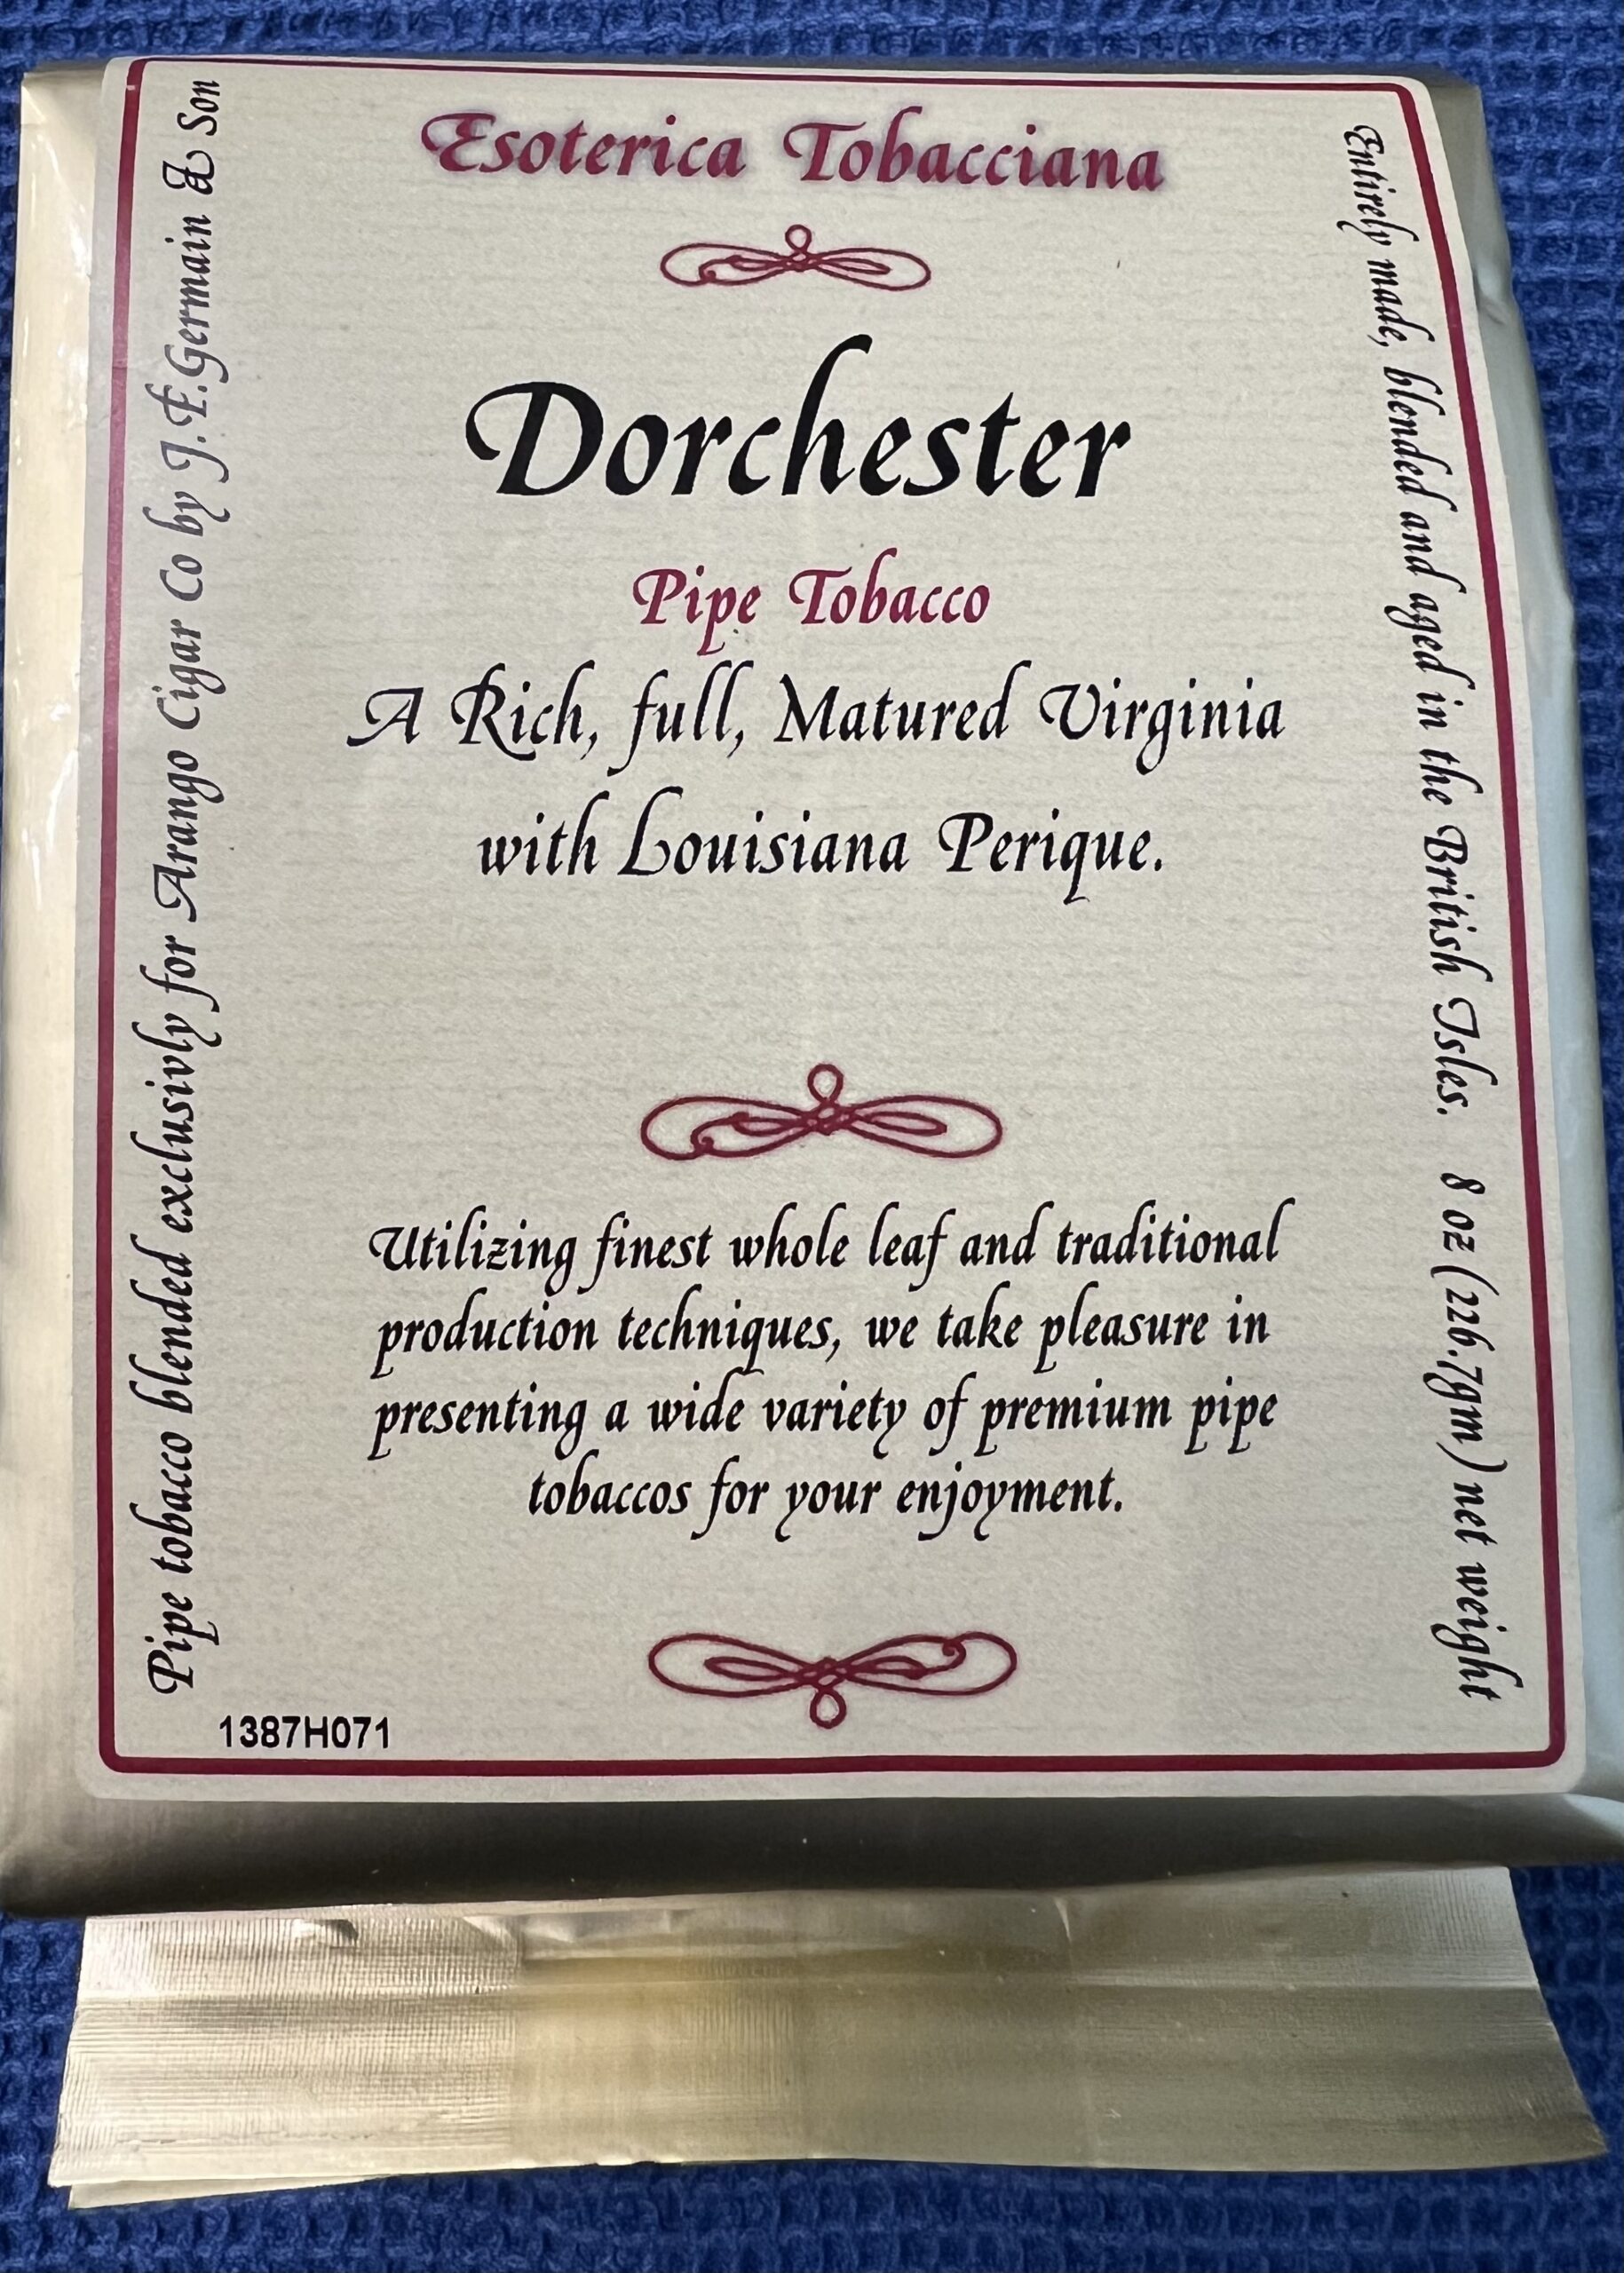 Esoterica Tobacciana
Dorchester
Pipe Tobacco
A Rich, full, Matured Virginia
with Louisiana Perique.
Utilizing finest whole leaf and traditional
production techniques, we take pleasure in
presenting a wide variety of premium pipe
tobaccos for your enjoyment.
Pipe tobacco blended exclusivly for Arango Cigar Co by J.F.Germain & Son
Entirely made, blended and aged in the British Isles. 8 oz (226.7gm) net weight
1387H071